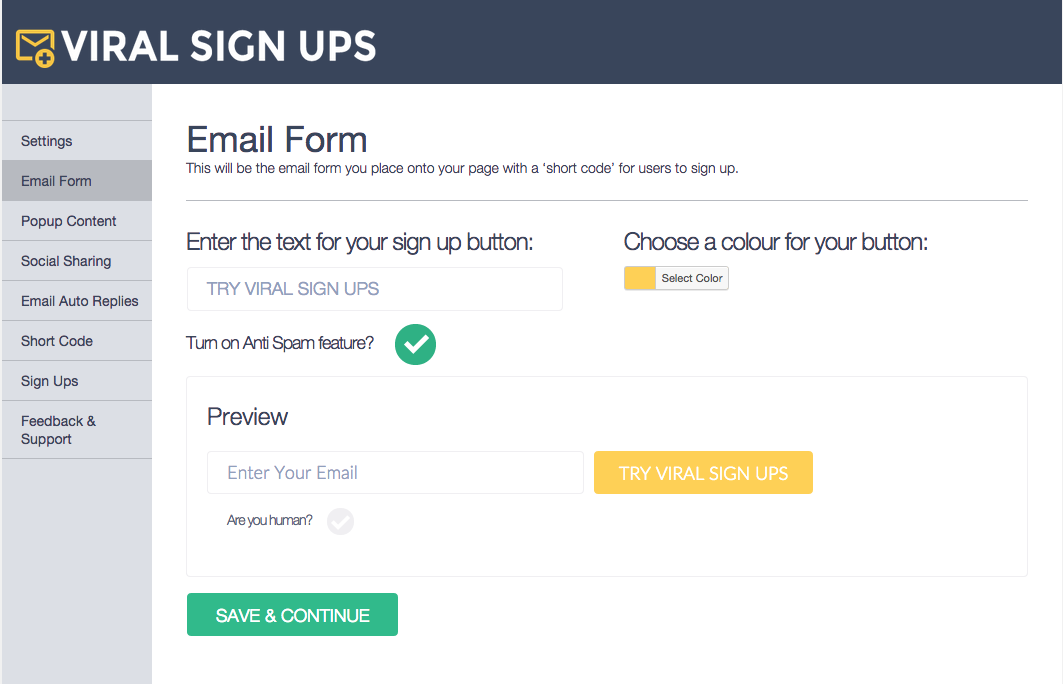 VIRAL SIGN UPS
Settings
Email Form
Popup Content
Social Sharing
Email Auto Replies
Short Code
Sign Ups
Feedback &
Support
Email Form
This will be the email form you place onto your page with a ‘short code’ for users to sign up.
Enter the text for your sign up button:
TRY VIRAL SIGN UPS
Choose a colour for your button:
Select Color
Turn on Anti Spam feature?
Preview
Enter Your Email
TRY VIRAL SIGN UPS
Are you human?
SAVE & CONTINUE